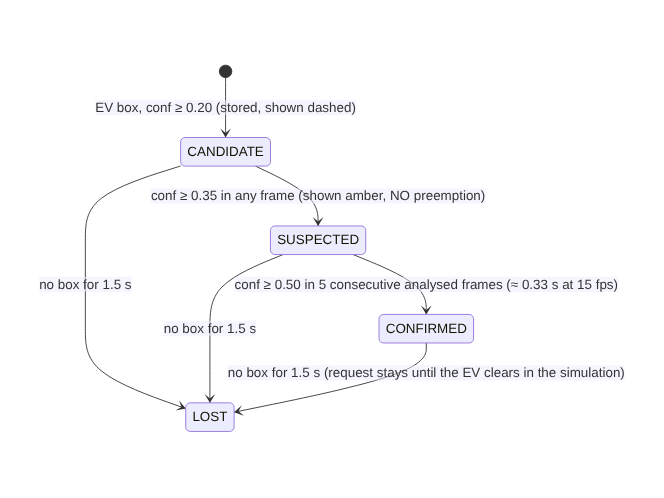 EV box, conf ≥ 0.20 (stored, shown dashed)
CANDIDATE
conf ≥ 0.35 in any frame (shown amber, NO preemption)
SUSPECTED
no box for 1.5 s
conf ≥ 0.50 in 5 consecutive analysed frames (≈ 0.33 s at 15 fps)
no box for 1.5 s
CONFIRMED
no box for 1.5 s (request stays until the EV clears in the simulation)
LOST